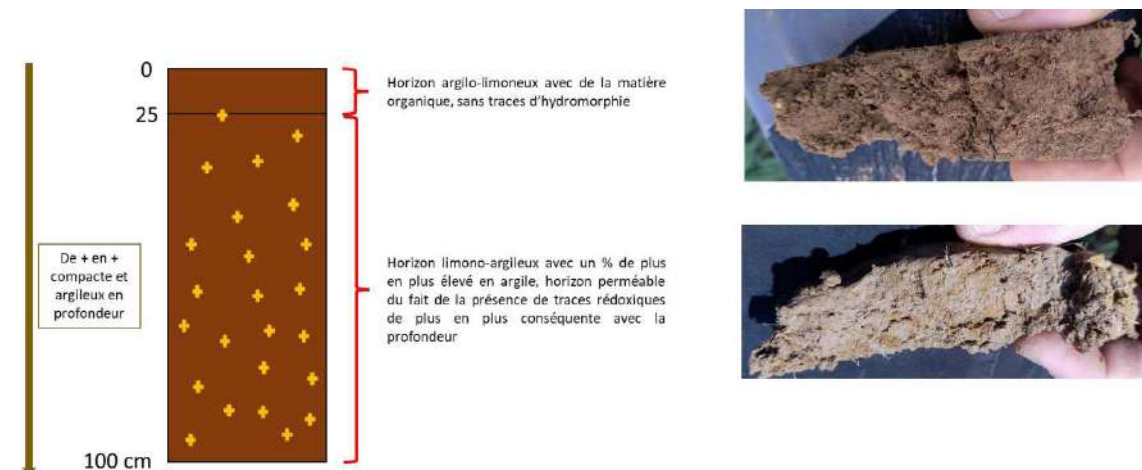 0
Horizon argilo-limoneux avec de la matière
organique, sans traces d'hydromorphie
25
De + en +
compacte et
argileux en
profondeur
Horizon limono-argileux avec un % de plus
en plus élevé en argile, horizon perméable
du fait de la présence de traces rédoxiques
de plus en plus conséquente avec la
profondeur
100 cm